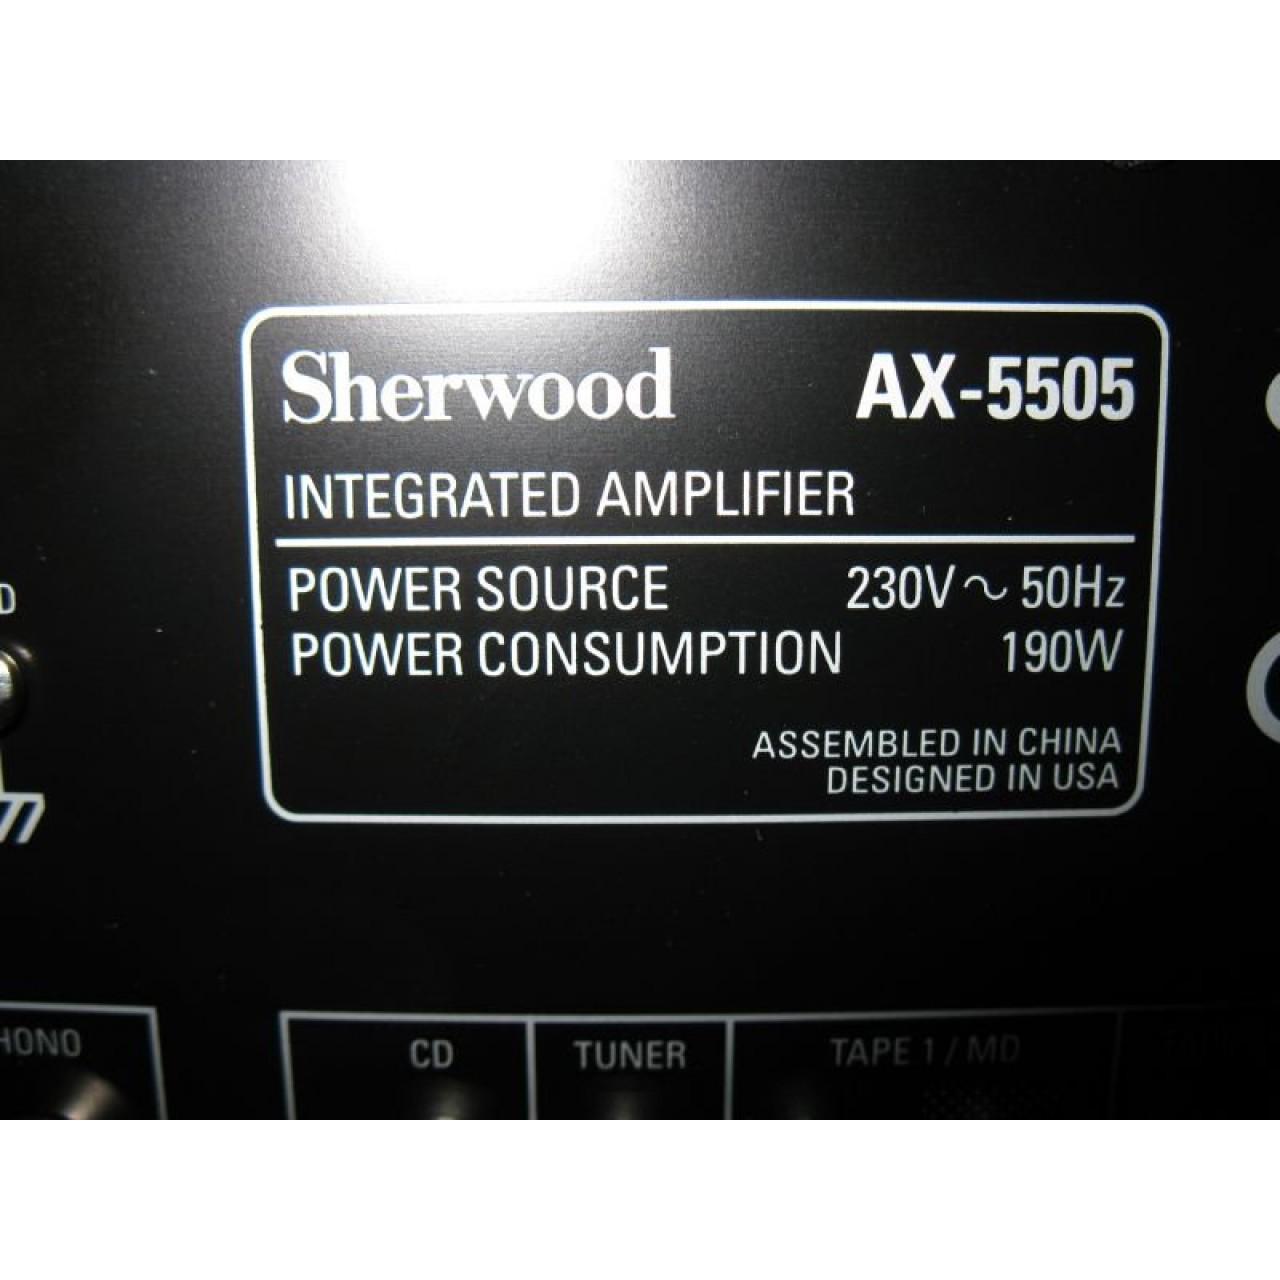 Sherwood AX-5505
INTEGRATED AMPLIFIER
POWER SOURCE 230V ~ 50Hz
POWER CONSUMPTION 190W
ASSEMBLED IN CHINA
DESIGNED IN USA
D
HONO CD TUNER TAPE 1 / MD